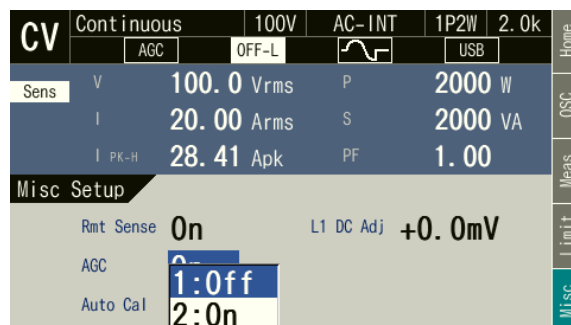 CV Continuous 100V AC-INT 1P2W 2.0k
AGC OFF-L USB
Home
Sens V 100.0 Vrms P 2000 W
OSC
I 20.00 Arms S 2000 VA
I PK-H 28.41 Apk PF 1.00
Meas
Misc Setup
Rmt Sense On L1 DC Adj +0.0mV
Limit
AGC On
1:Off
Auto Cal 2:On
Misc